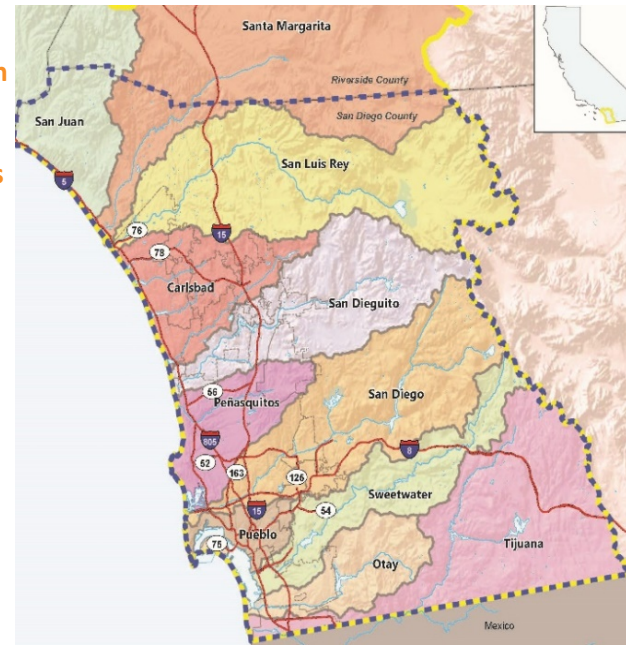 Santa Margarita
n
Riverside County
San Diego County
San Juan
San Luis Rey
s
5
76
15
78
Carlsbad
San Dieguito
56
Peñasquitos
San Diego
805
8
52
163
126
Sweetwater
15
54
Pueblo
75
Otay
Tijuana
Mexico